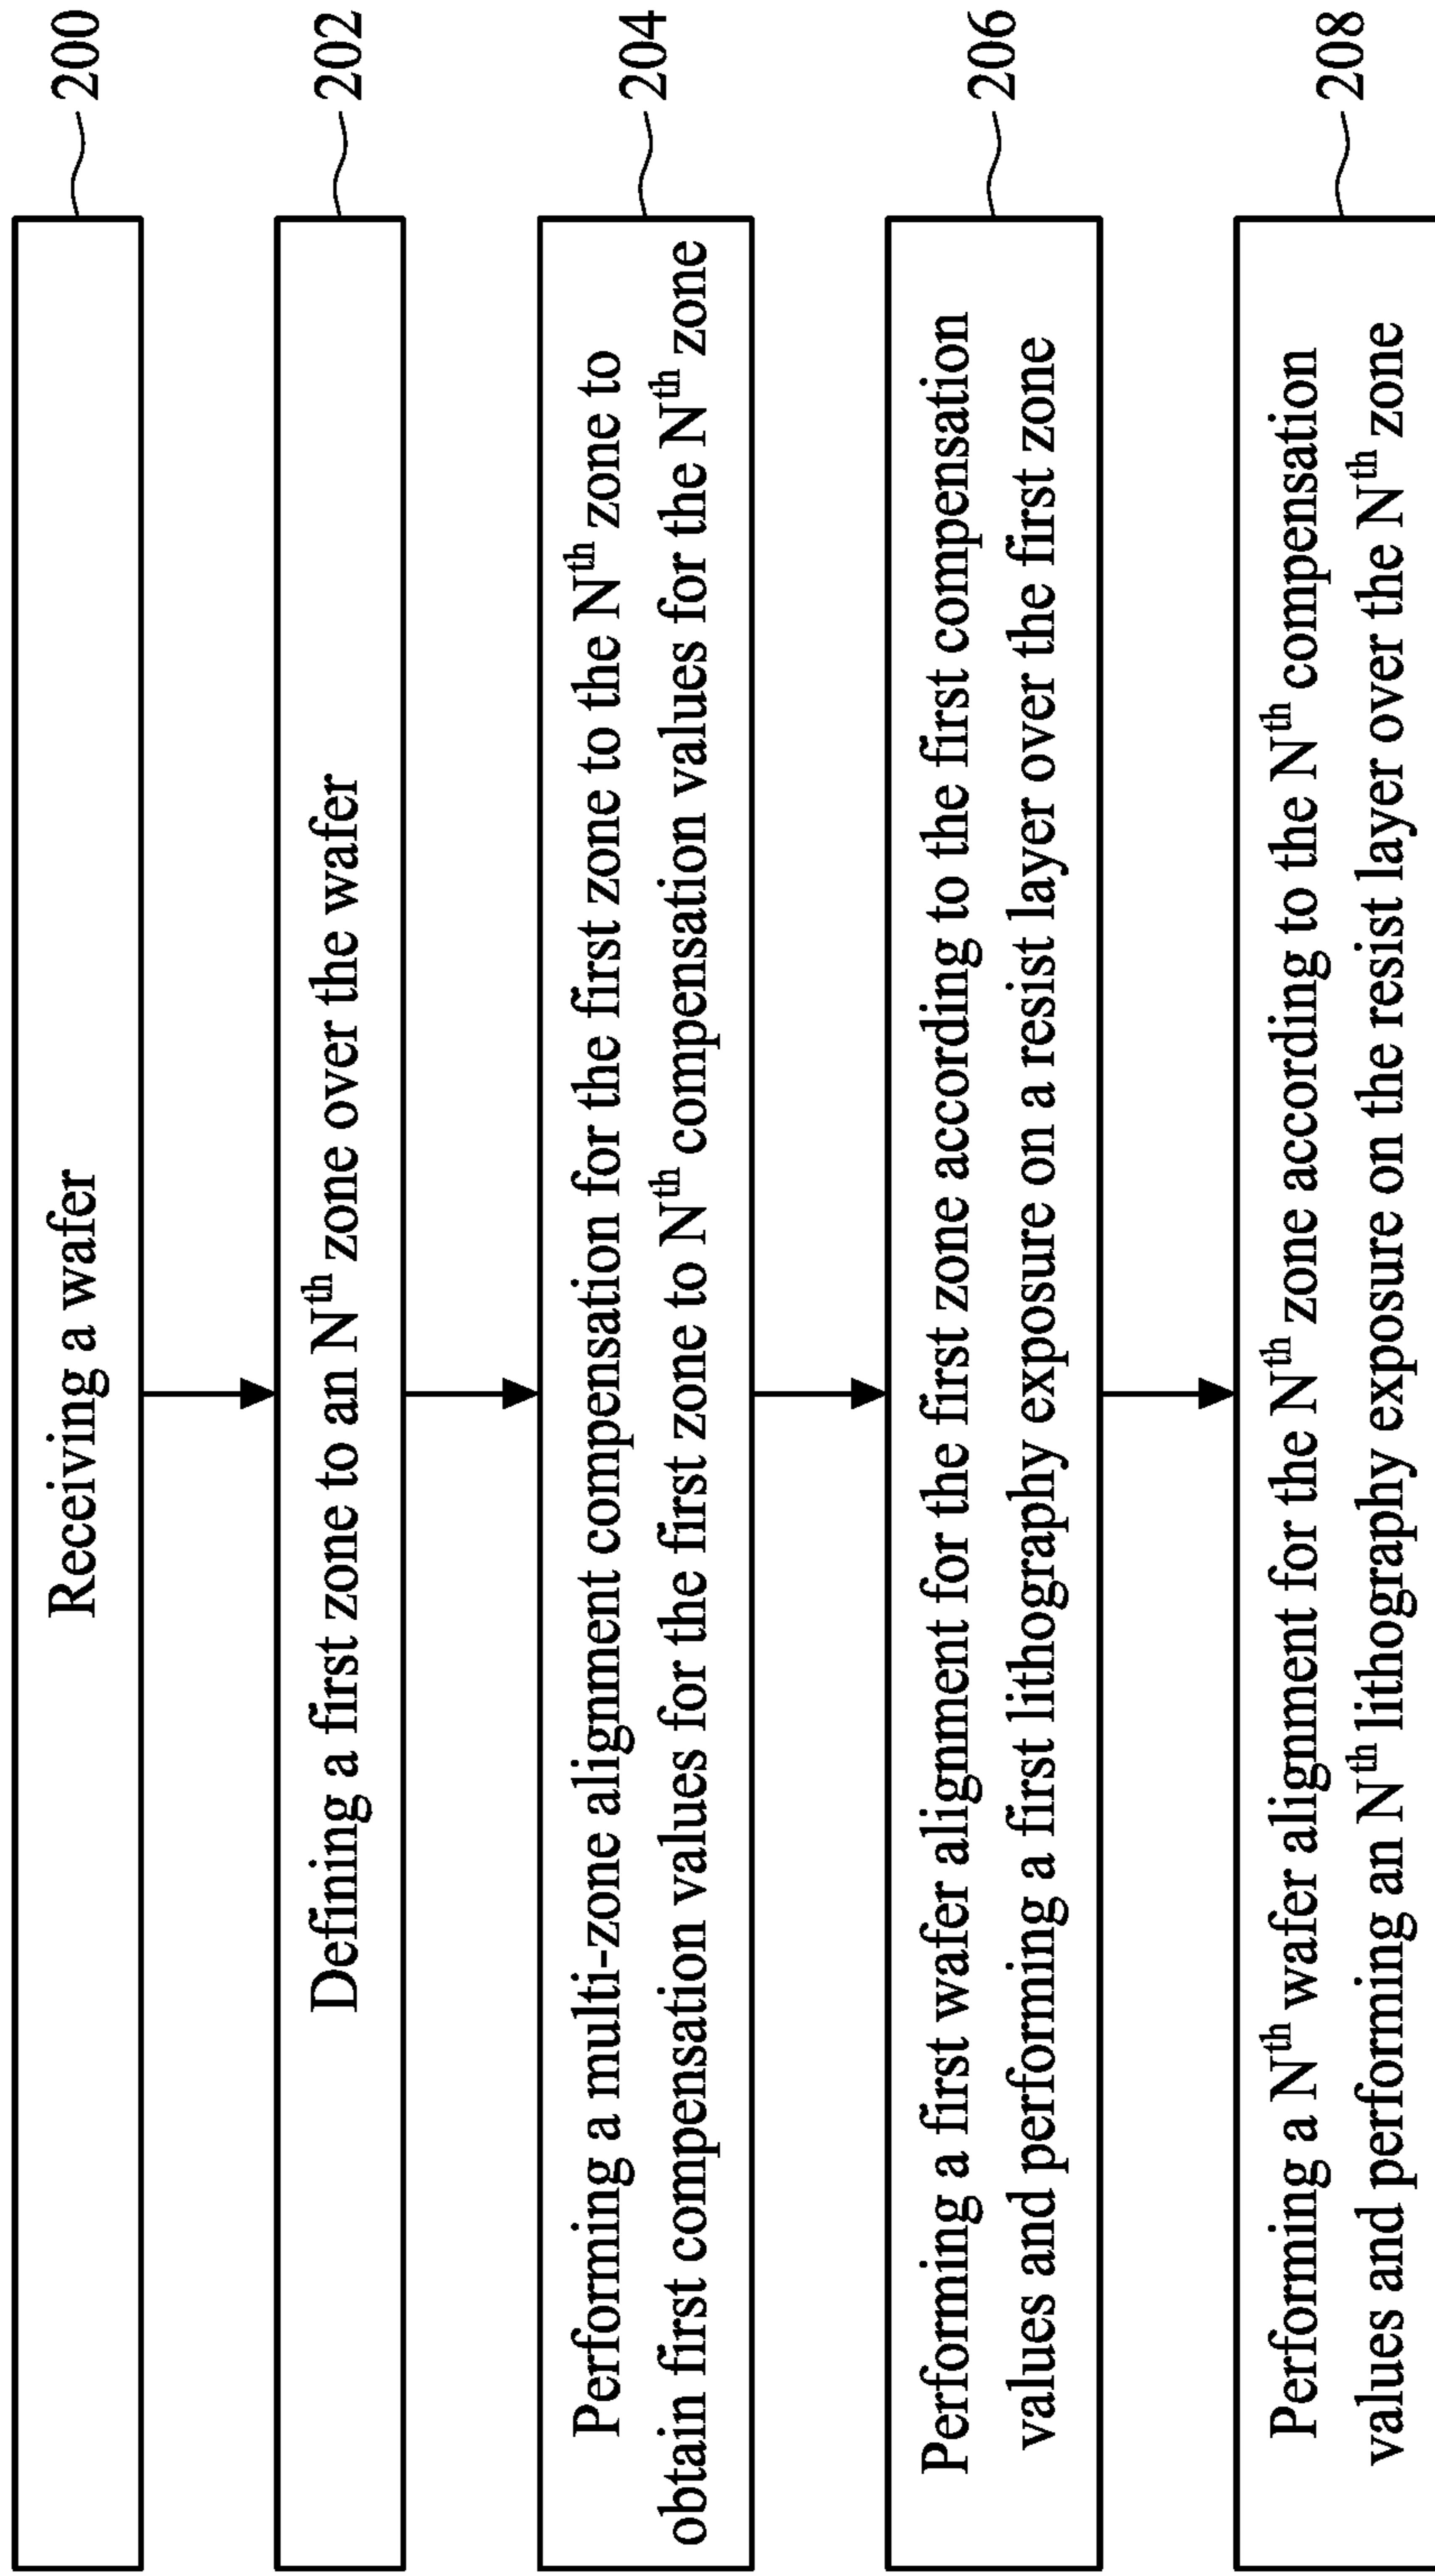 Receiving a wafer
200
Defining a first zone to an Nth zone over the wafer
202
Performing a multi-zone alignment compensation for the first zone to the Nth zone to
obtain first compensation values for the first zone to Nth compensation values for the Nth zone
204
Performing a first wafer alignment for the first zone according to the first compensation
values and performing a first lithography exposure on a resist layer over the first zone
206
Performing a Nth wafer alignment for the Nth zone according to the Nth compensation
values and performing an Nth lithography exposure on the resist layer over the Nth zone
208